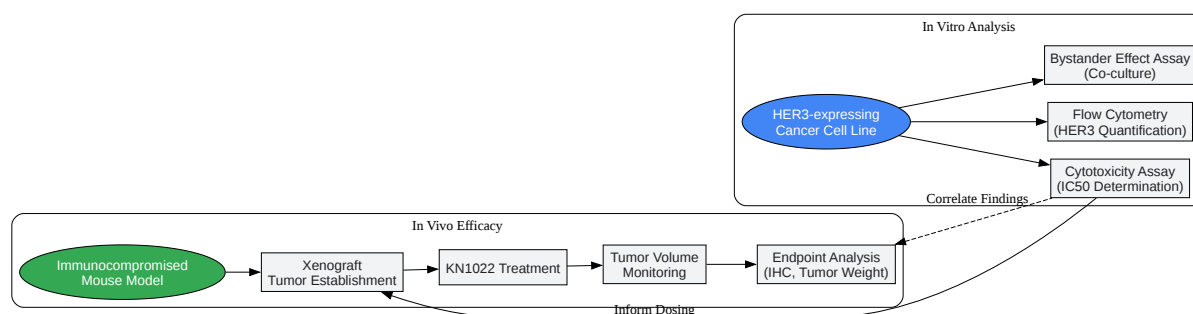 In Vitro Analysis
Bystander Effect Assay
(Co-culture)
HER3-expressing
Cancer Cell Line
Flow Cytometry
(HER3 Quantification)
Cytotoxicity Assay
(IC50 Determination)
Correlate Findings
In Vivo Efficacy
Immunocompromised
Mouse Model
Xenograft
Tumor Establishment
KN1022 Treatment
Tumor Volume
Monitoring
Endpoint Analysis
(IHC, Tumor Weight)
Inform Dosing